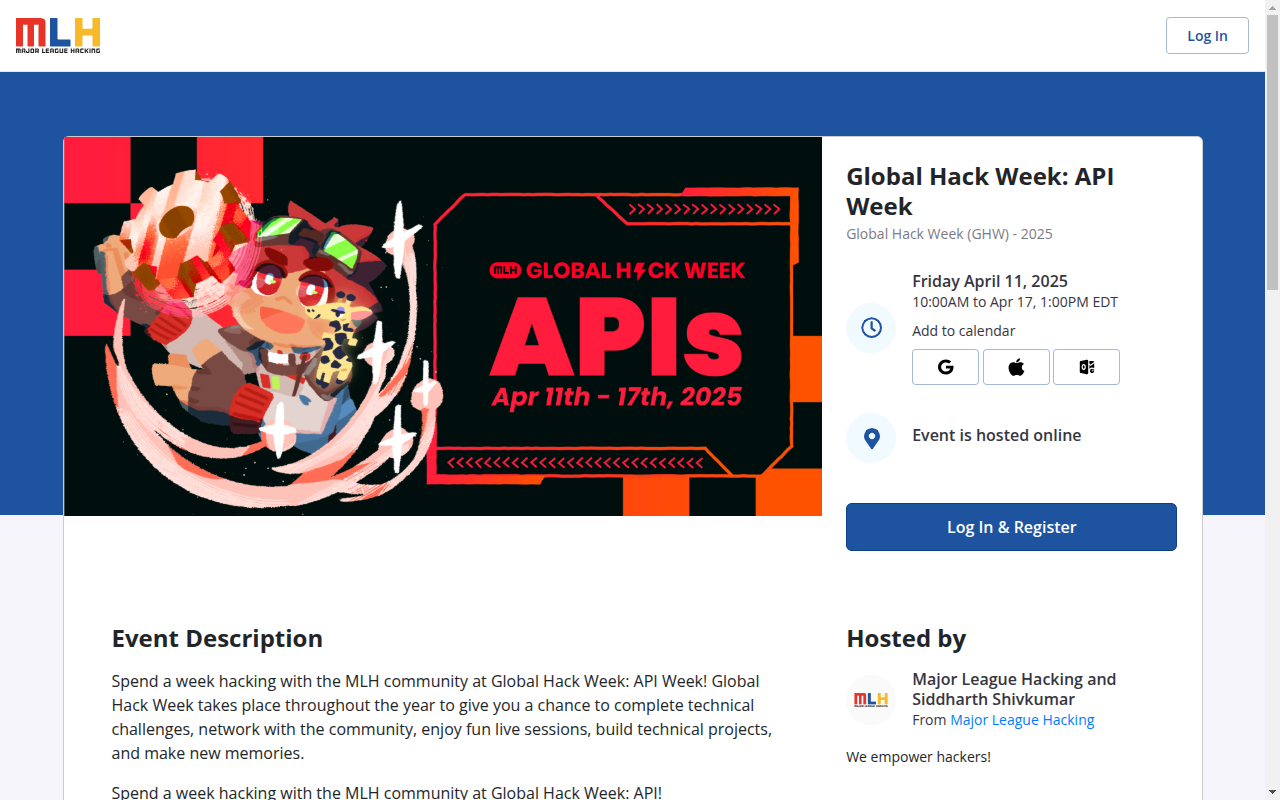 MLH
MAJOR LEAGUE HACKING
Log In
MLH GLOBAL HACK WEEK
APIs
Apr 11th - 17th, 2025
Global Hack Week: API
Week
Global Hack Week (GHW) - 2025
Friday April 11, 2025
10:00AM to Apr 17, 1:00PM EDT
Add to calendar
Event is hosted online
Log In & Register
Event Description
Spend a week hacking with the MLH community at Global Hack Week: API Week! Global
Hack Week takes place throughout the year to give you a chance to complete technical
challenges, network with the community, enjoy fun live sessions, build technical projects,
and make new memories.
Spend a week hacking with the MLH community at Global Hack Week: API!
Hosted by
MLH
Major League Hacking and
Siddharth Shivkumar
From Major League Hacking
We empower hackers!